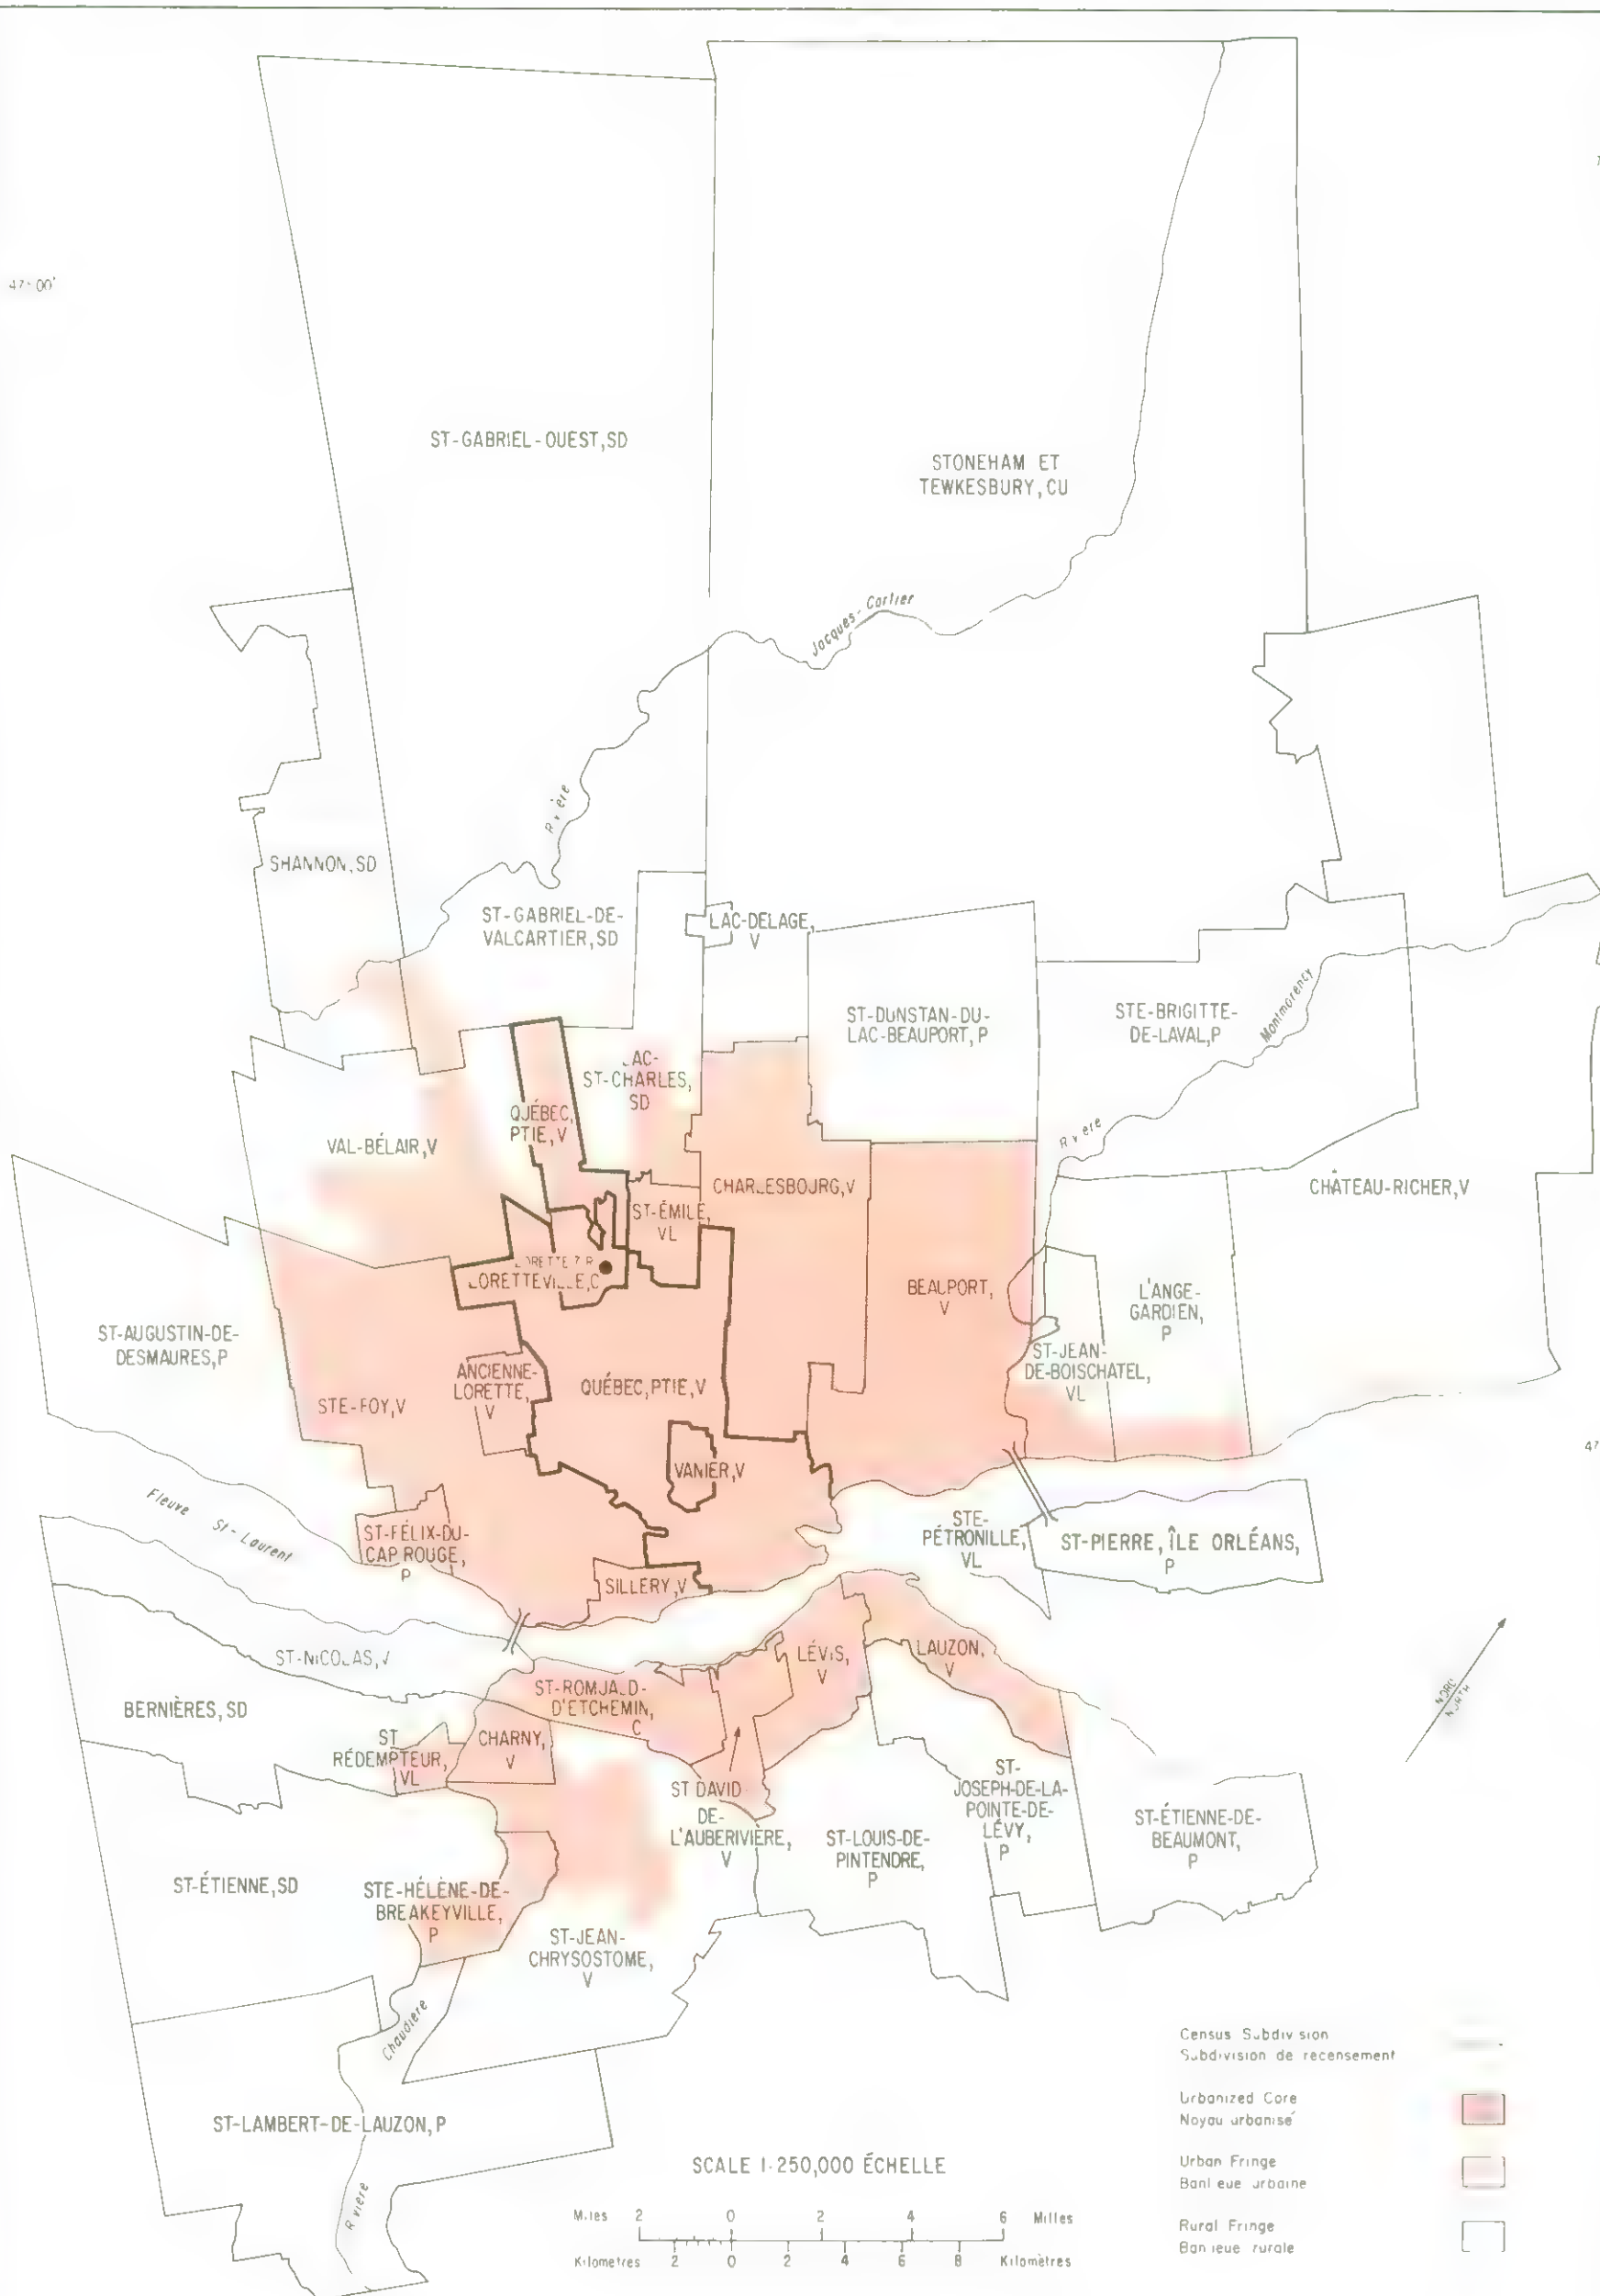 47°00'
ST-GABRIEL-OUEST,SD
STONEHAM ET
TEWKESBURY,CU
Jacques-Cartier
Rivière
SHANNON,SD
ST-GABRIEL-DE-
VALCARTIER,SD
LAC-DELAGE,
V
ST-DUNSTAN-DU-
LAC-BEAUPORT,P
STE-BRIGITTE-
DE-LAVAL,P
Montmorency
Rivière
LAC-
ST-CHARLES,
SD
QUÉBEC,
PTIE,V
VAL-BÉLAIR,V
CHARLESBOURG,V
CHÂTEAU-RICHER,V
ST-ÉMILE,
VL
LORETTE ? R
LORETTEVILLE,C
BEAUPORT,
V
L'ANGE-
GARDIEN,
P
ST-AUGUSTIN-DE-
DESMAURES,P
ST-JEAN-
DE-BOISCHATEL,
VL
ANCIENNE-
LORETTE,
V
QUÉBEC,PTIE,V
STE-FOY,V
47
VANIER,V
Fleuve St-Laurent
ST-FÉLIX-DU-
CAP ROUGE,
P
STE-
PÉTRONILLE,
VL
ST-PIERRE, ÎLE ORLÉANS,
P
SILLERY,V
ST-NICOLAS,V
LÉVIS,
V
LAUZON,
V
ST-ROMUALD-
D'ETCHEMIN,
C
BERNIÈRES,SD
NORD
NORTH
CHARNY,
V
ST
RÉDEMPTEUR,
VL
ST DAVID
DE-
L'AUBERIVIÈRE,
V
ST-
JOSEPH-DE-LA-
POINTE-DE-
LÉVY,
P
ST-LOUIS-DE-
PINTENDRE,
P
ST-ÉTIENNE-DE-
BEAUMONT,
P
ST-ÉTIENNE,SD
STE-HÉLÈNE-DE-
BREAKEYVILLE,
P
ST-JEAN-
CHRYSOSTOME,
V
Chaudière
ST-LAMBERT-DE-LAUZON,P
Rivière
Census Subdivision
Subdivision de recensement
Urbanized Core
Noyau urbanisé
Urban Fringe
Banlieue urbaine
Rural Fringe
Banlieue rurale
SCALE 1-250,000 ÉCHELLE
Miles 2 0 2 4 6 Milles
Kilometres 2 0 2 4 6 8 Kilomètres